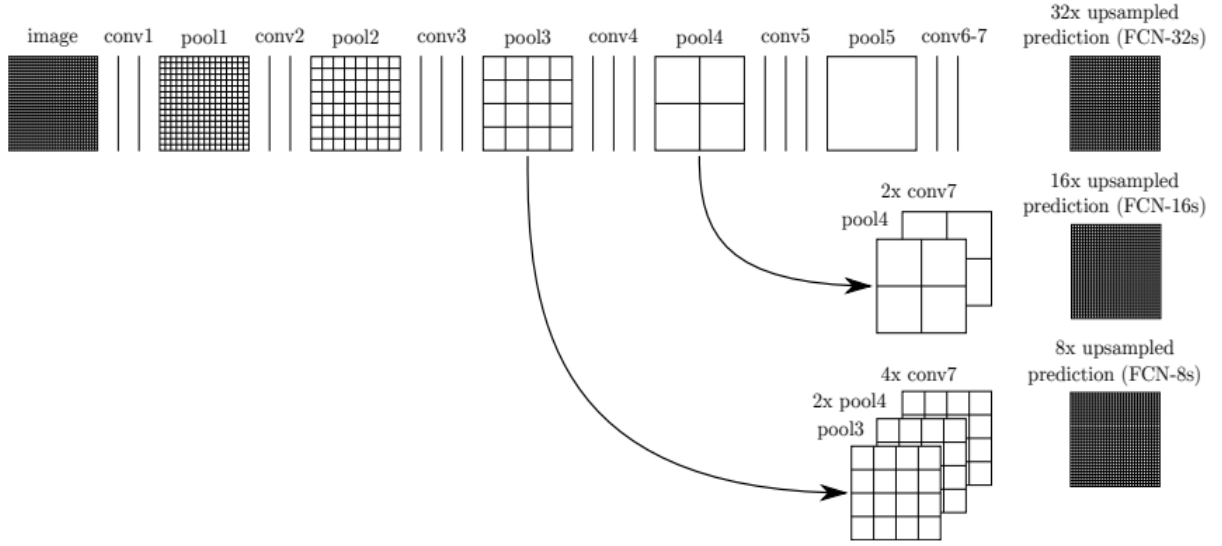 image conv1 pool1 conv2 pool2 conv3 pool3 conv4 pool4 conv5 pool5 conv6-7
32x upsampled
prediction (FCN-32s)
2x conv7
pool4
16x upsampled
prediction (FCN-16s)
4x conv7
2x pool4
pool3
8x upsampled
prediction (FCN-8s)